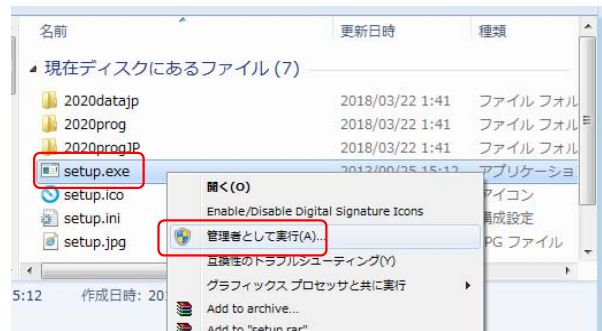 名前 更新日時 種類
現在ディスクにあるファイル (7)
2020datajp 2018/03/22 1:41 ファイル フォル
2020prog 2018/03/22 1:41 ファイル フォル
2020progJP 2018/03/22 1:41 ファイル フォル
setup.exe 2013/00/25 15:12 アプリケーショ
setup.ico アイコン
setup.ini 構成設定
setup.jpg PG ファイル
開く(O)
Enable/Disable Digital Signature Icons
管理者として実行(A)...
互換性のトラブルシューティング(Y)
グラフィックス プロセッサと共に実行
Add to archive...
Add to "setup.rar"
5:12 作成日時: 20